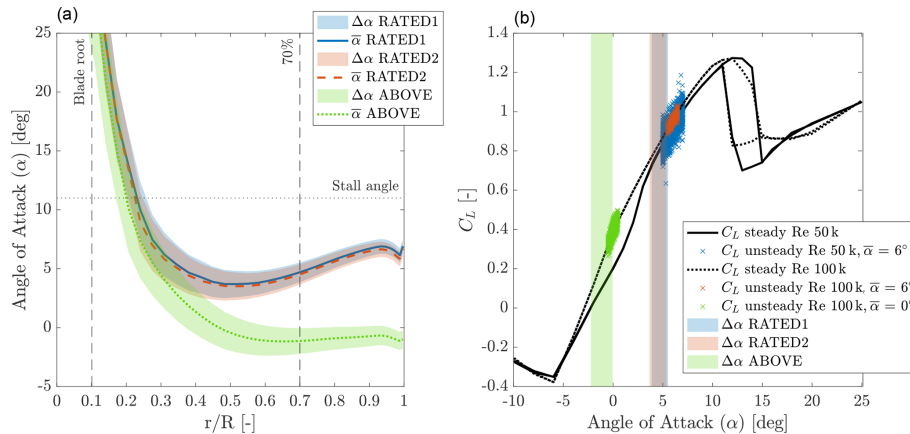 (a)
25
20
15
10
5
0
-5
Angle of Attack (α) [deg]
0
0.1
0.2
0.3
0.4
0.5
0.6
0.7
0.8
0.9
1
r/R [-]
Blade root
70%
Stall angle
Δα RATED1
α̅ RATED1
Δα RATED2
α̅ RATED2
Δα ABOVE
α̅ ABOVE
(b)
1.4
1.2
1
0.8
0.6
0.4
0.2
0
-0.2
-0.4
C_L [-]
-10
-5
0
5
10
15
20
25
Angle of Attack (α) [deg]
C_L steady Re 50 k
C_L unsteady Re 50 k, α̅ = 6°
C_L steady Re 100 k
C_L unsteady Re 100 k, α̅ = 6°
C_L unsteady Re 100 k, α̅ = 0°
Δα RATED1
Δα RATED2
Δα ABOVE